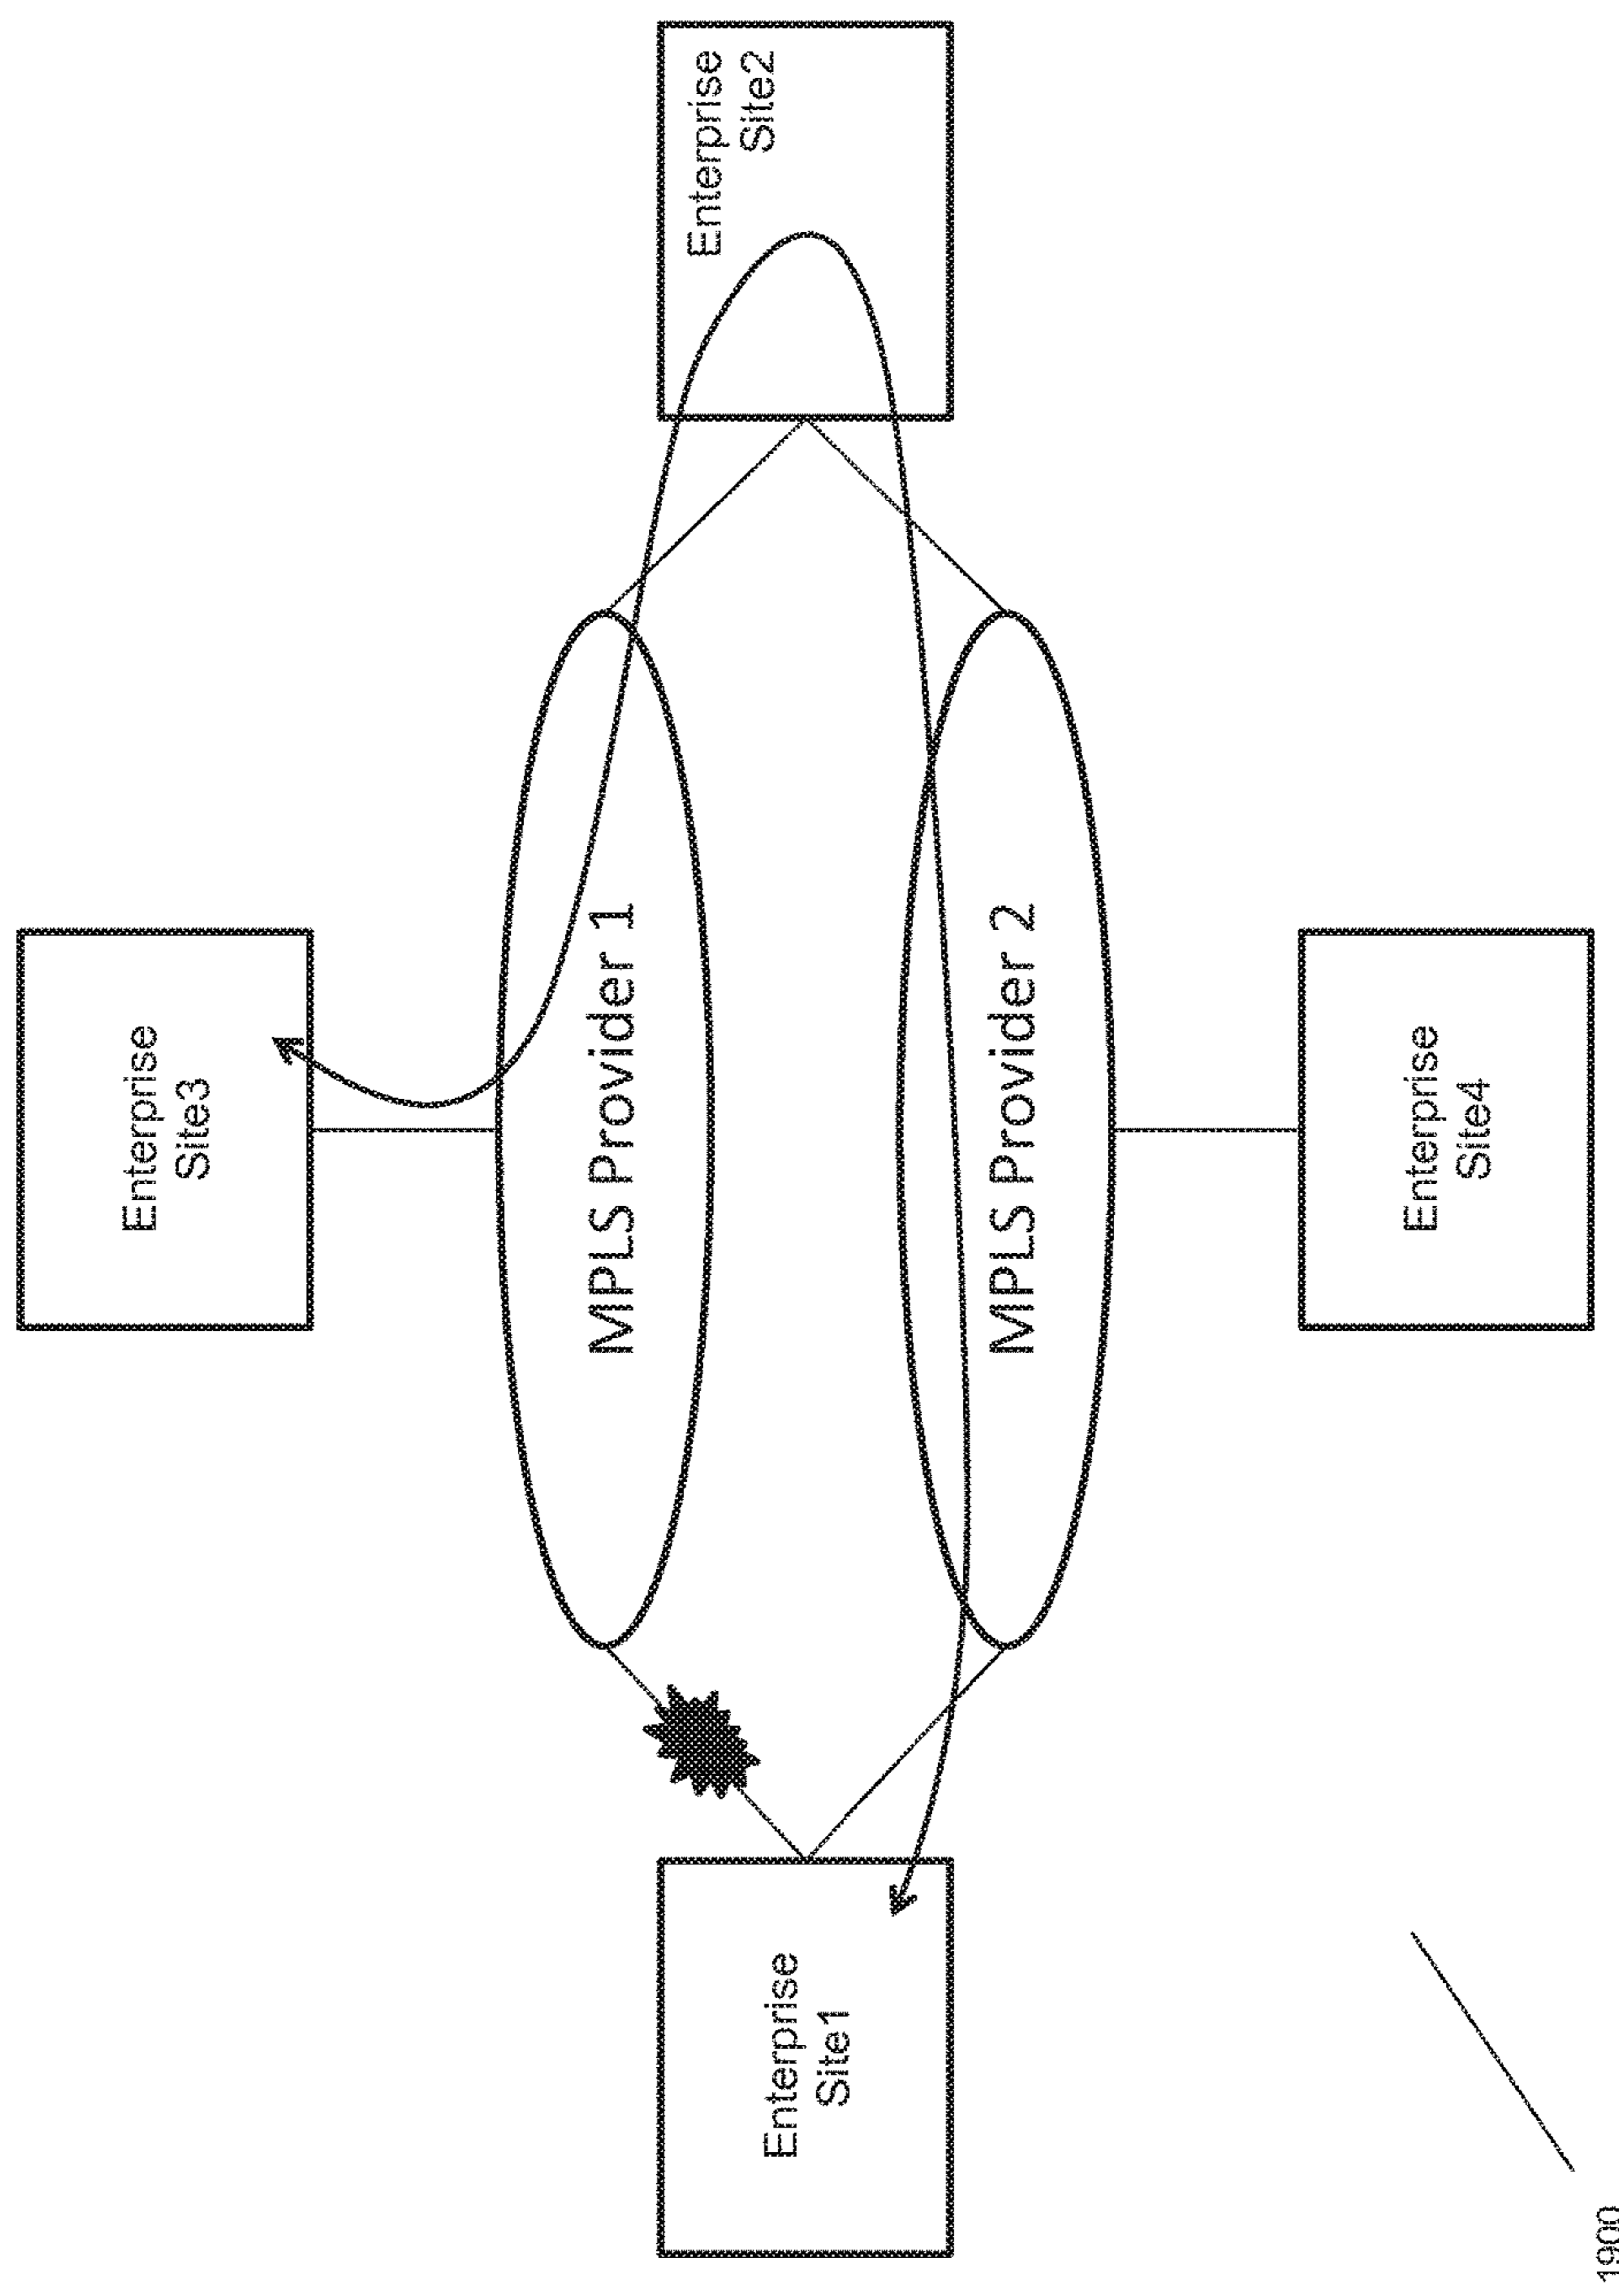 Enterprise
Site3
Enterprise
Site1
MPLS Provider 1
Enterprise
Site2
MPLS Provider 2
Enterprise
Site4
1900